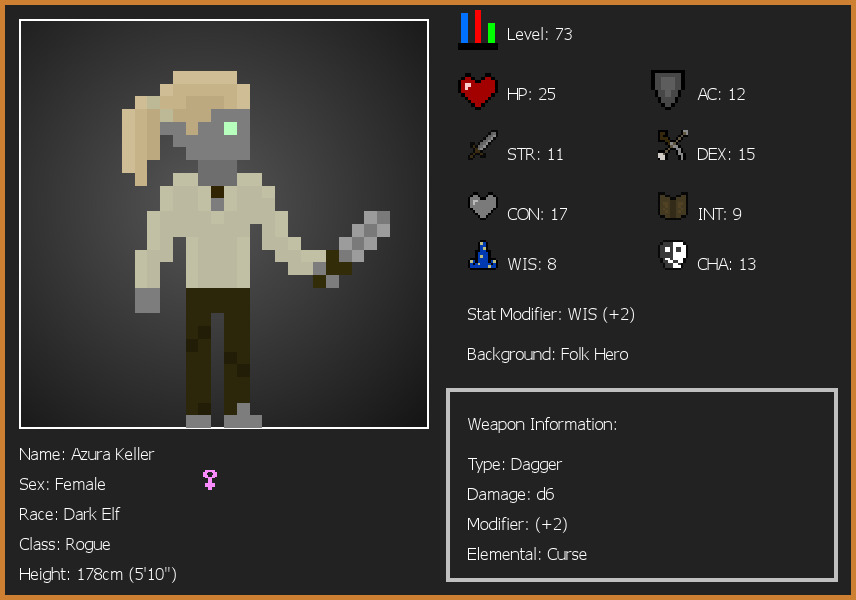 Level: 73
HP: 25
AC: 12
STR: 11
DEX: 15
CON: 17
INT: 9
WIS: 8
CHA: 13
Stat Modifier: WIS (+2)
Background: Folk Hero
Weapon Information:
Type: Dagger
Damage: d6
Modifier: (+2)
Elemental: Curse
Name: Azura Keller
Sex: Female
Race: Dark Elf
Class: Rogue
Height: 178cm (5'10")